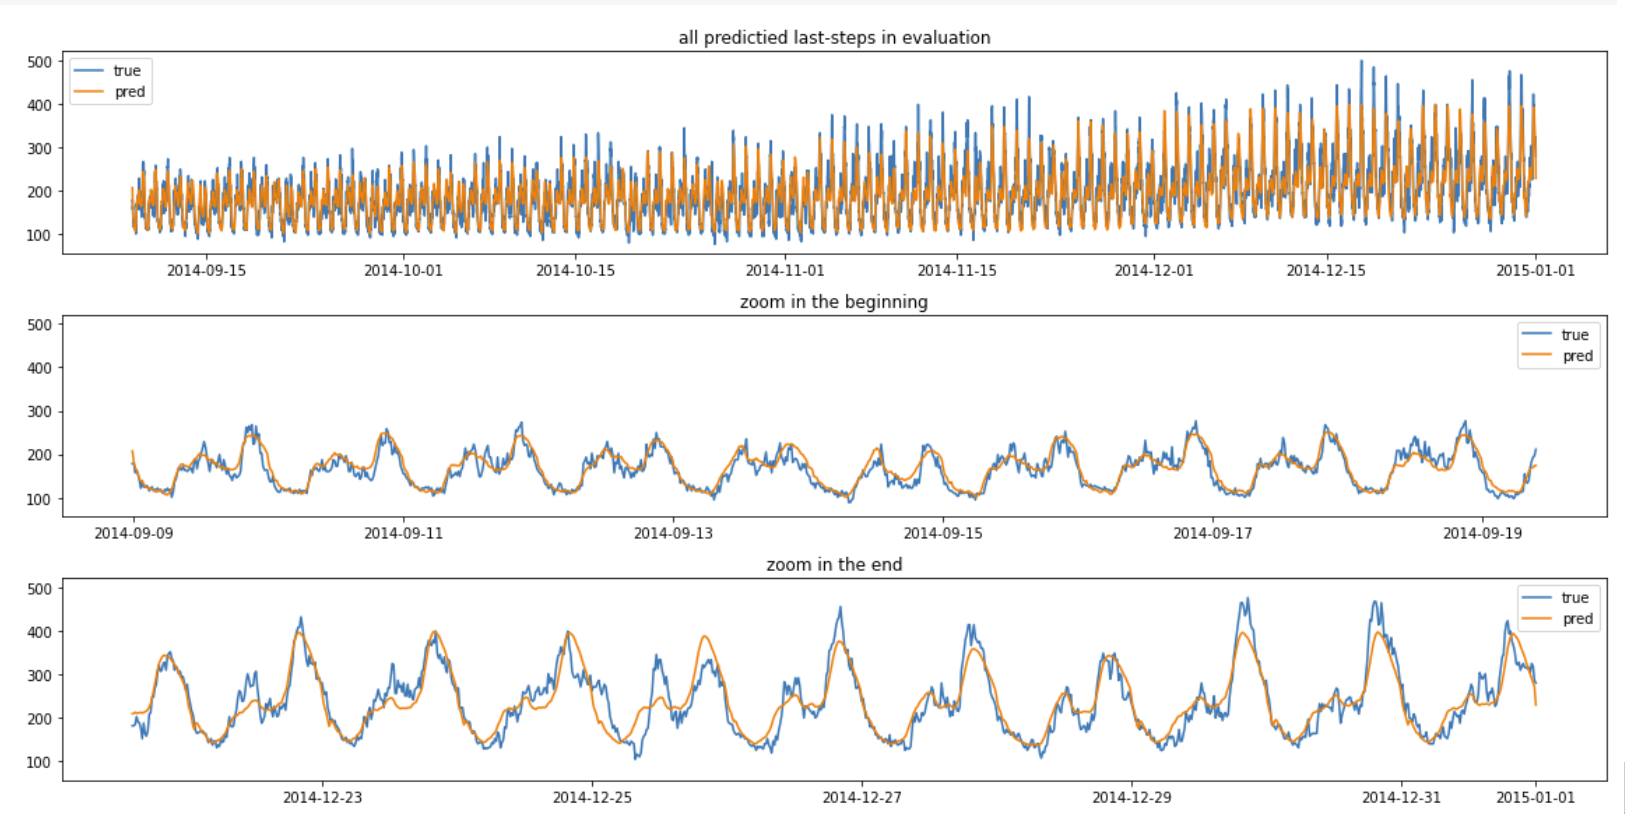 all predictied last-steps in evaluation
500
400
300
200
100
true
pred
2014-09-15 2014-10-01 2014-10-15 2014-11-01 2014-11-15 2014-12-01 2014-12-15 2015-01-01
zoom in the beginning
500
400
300
200
100
true
pred
2014-09-09 2014-09-11 2014-09-13 2014-09-15 2014-09-17 2014-09-19
zoom in the end
500
400
300
200
100
true
pred
2014-12-23 2014-12-25 2014-12-27 2014-12-29 2014-12-31 2015-01-01